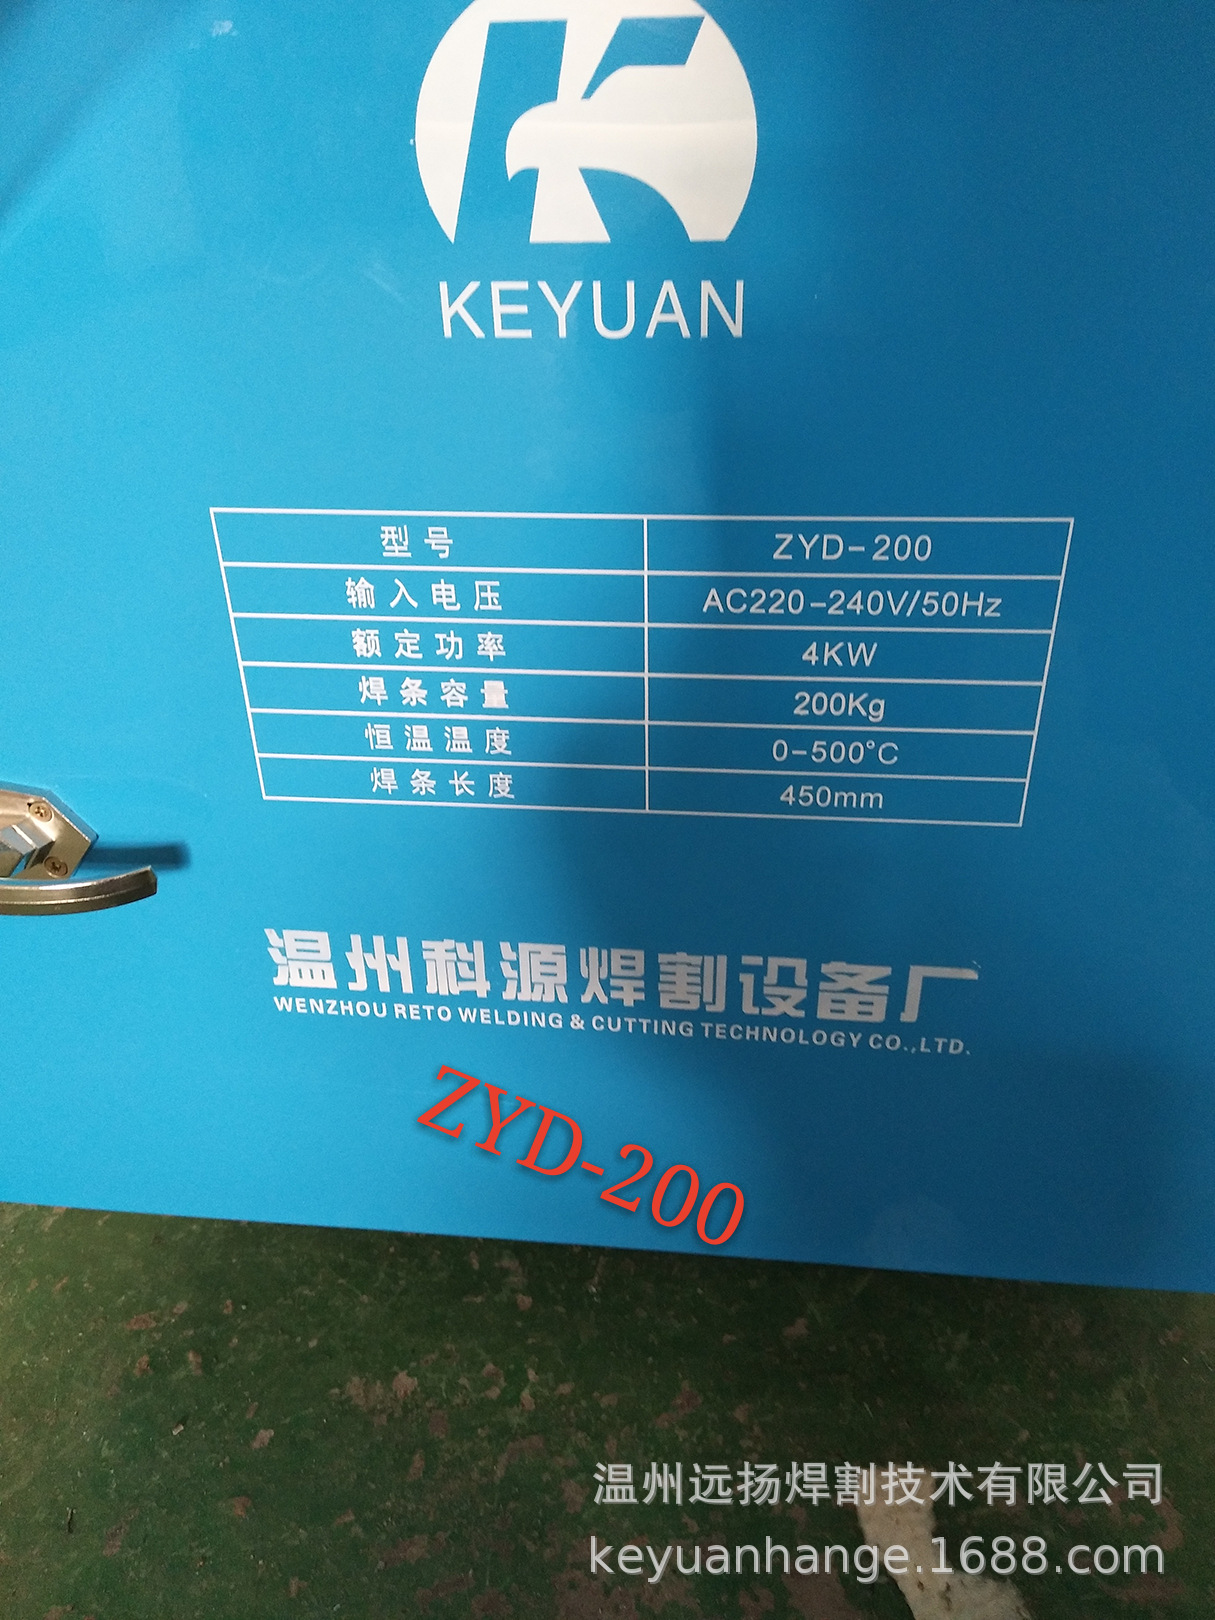 KEYUAN
型号 ZYD-200
输入电压 AC220-240V/50Hz
额定功率 4KW
焊条容量 200Kg
恒温温度 0-500°C
焊条长度 450mm
温州科源焊割设备厂
WENZHOU RETO WELDING & CUTTING TECHNOLOGY CO.,LTD.
ZYD-200
温州远扬焊割技术有限公司
keyuanhange.1688.com